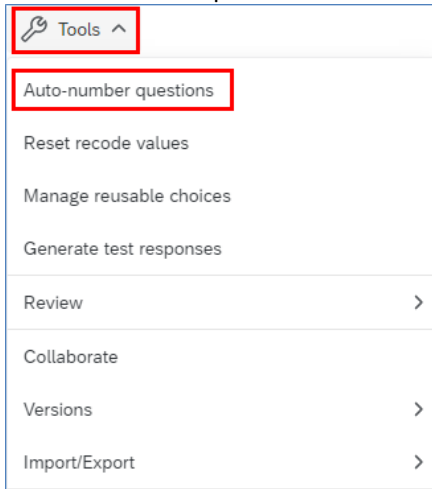 Tools
Auto-number questions
Reset recode values
Manage reusable choices
Generate test responses
Review
Collaborate
Versions
Import/Export